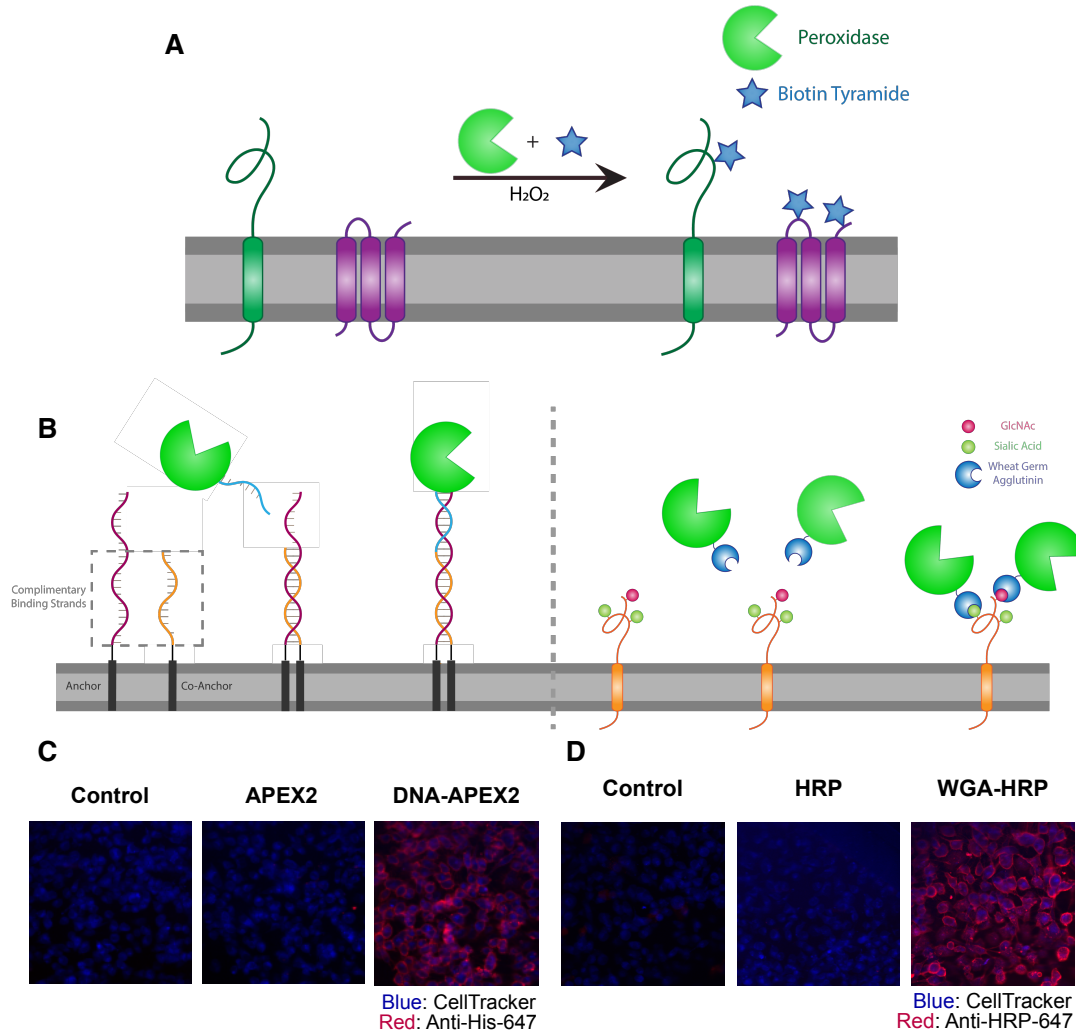 A
Peroxidase
Biotin Tyramide
+
H₂O₂
B
Complimentary
Binding Strands
Anchor
Co-Anchor
GlcNAc
Sialic Acid
Wheat Germ
Agglutinin
C
Control
APEX2
DNA-APEX2
Blue: CellTracker
Red: Anti-His-647
D
Control
HRP
WGA-HRP
Blue: CellTracker
Red: Anti-HRP-647